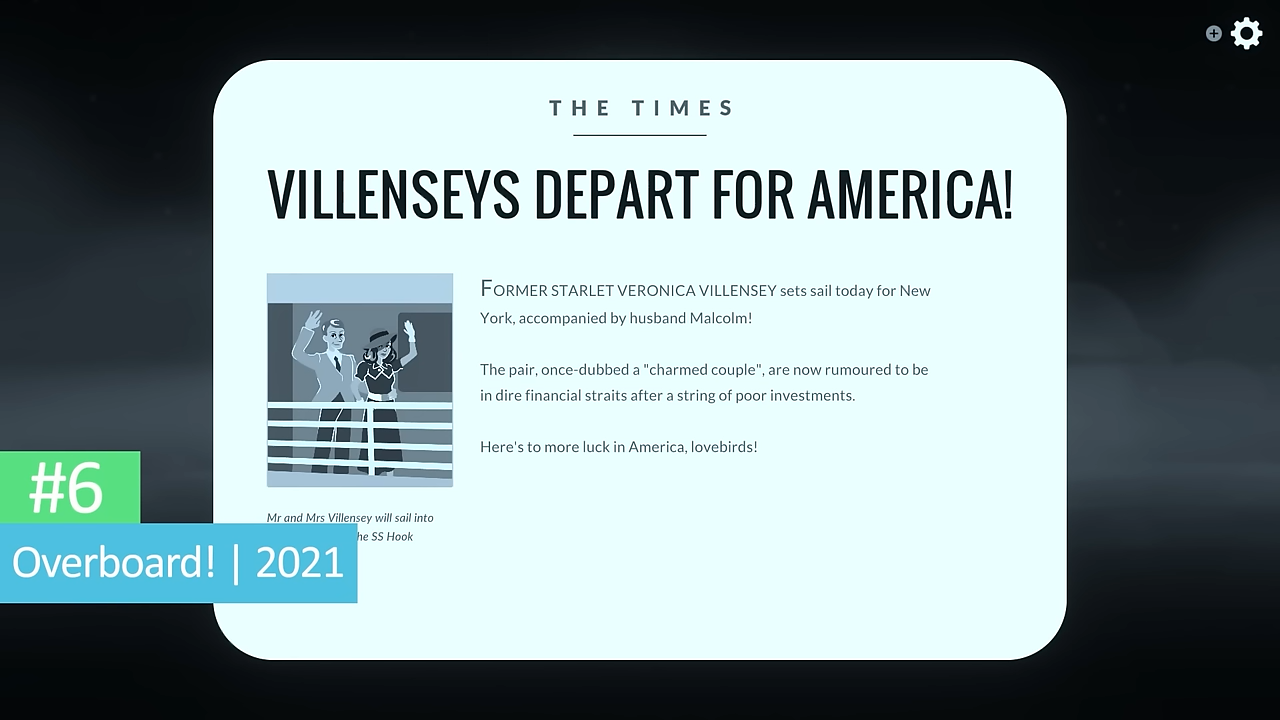 THE TIMES
VILLENSEYS DEPART FOR AMERICA!
FORMER STARLET VERONICA VILLENSEY sets sail today for New
York, accompanied by husband Malcolm!
The pair, once-dubbed a "charmed couple", are now rumoured to be
in dire financial straits after a string of poor investments.
Here's to more luck in America, lovebirds!
Mr and Mrs Villensey will sail into
he SS Hook
#6
Overboard! | 2021